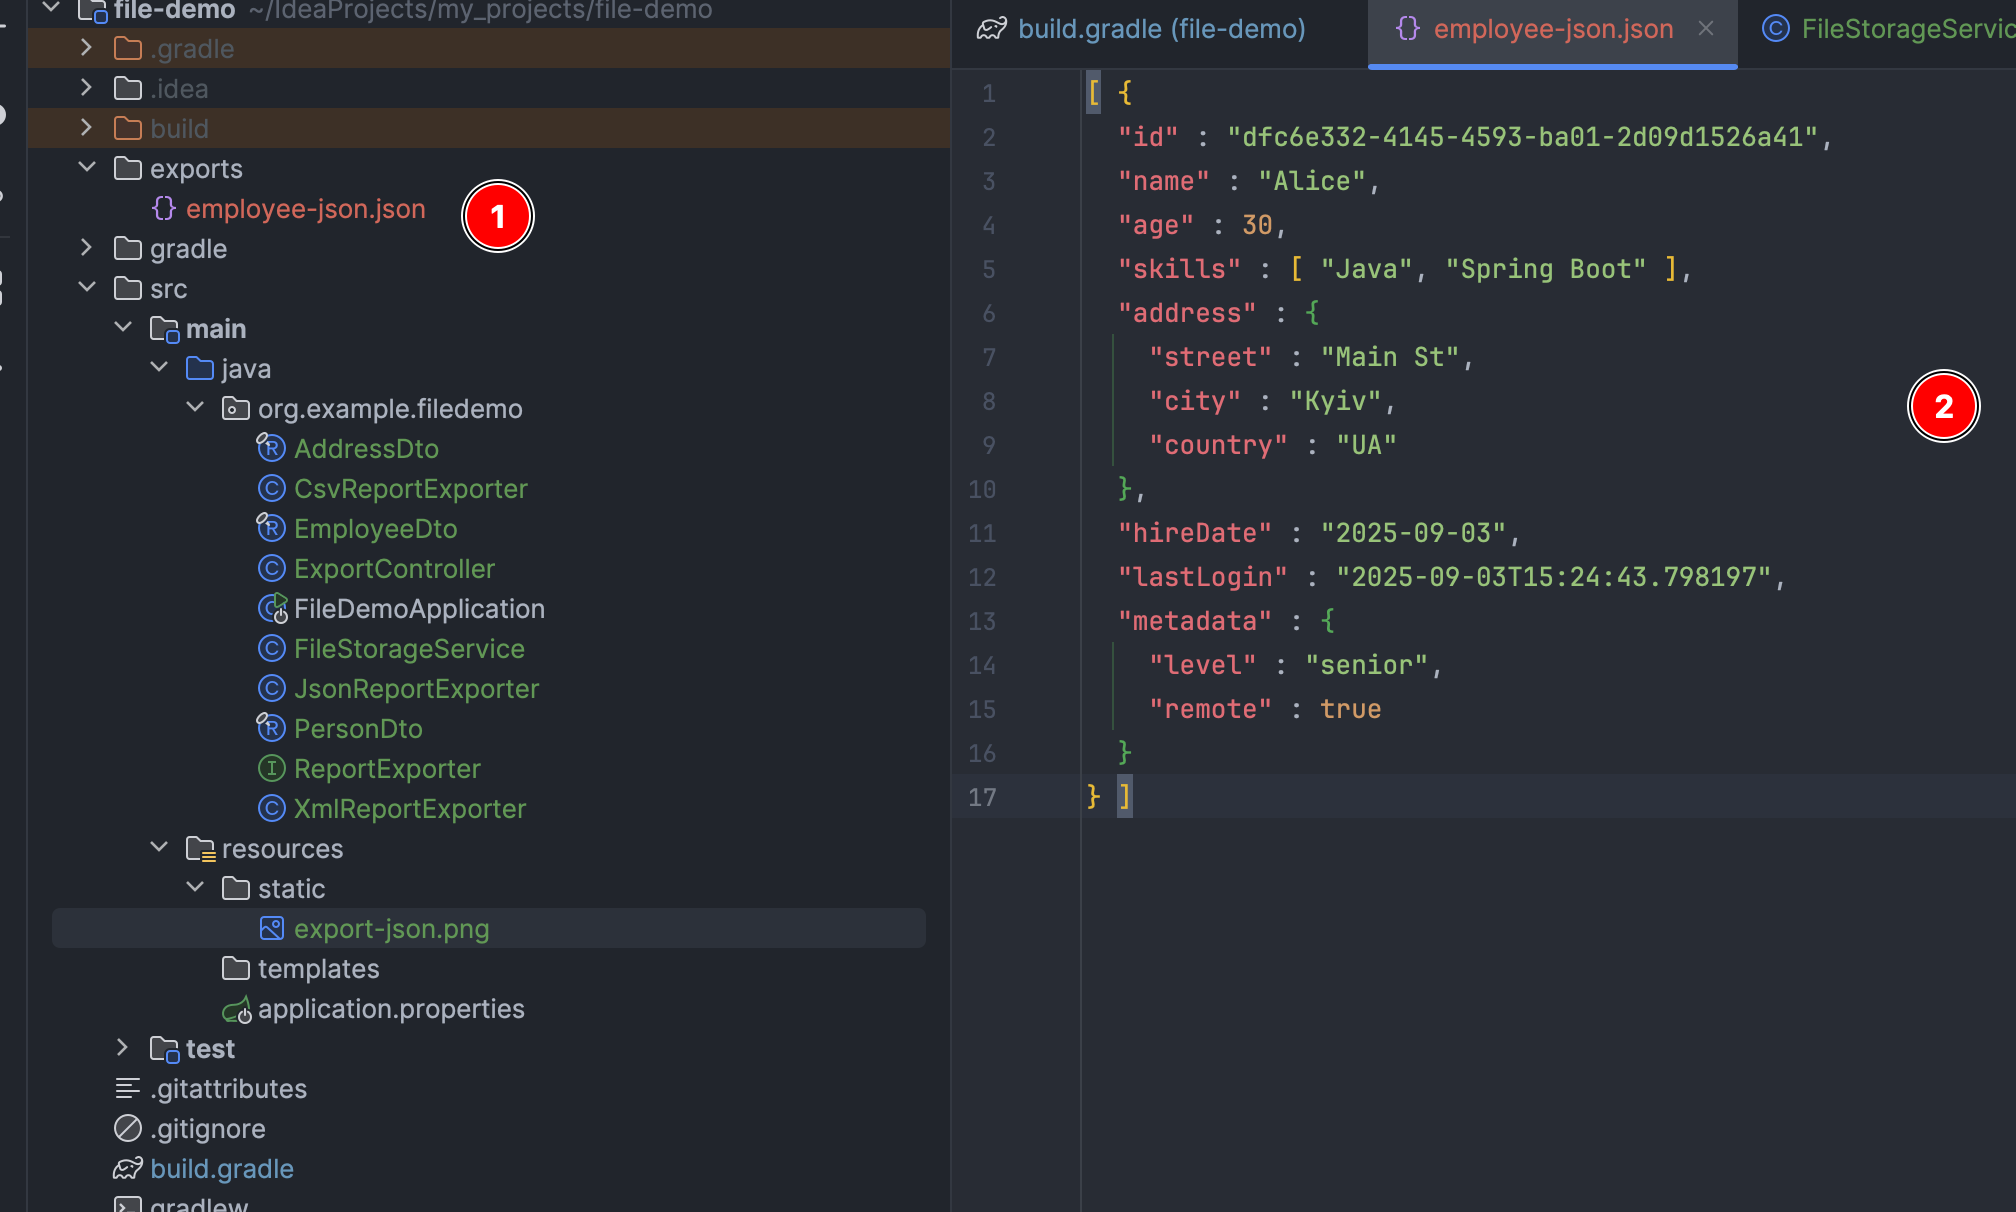 file-demo ~/IdeaProjects/my_projects/file-demo
.gradle
.idea
build
exports
employee-json.json
1
gradle
src
main
java
org.example.filedemo
AddressDto
CsvReportExporter
EmployeeDto
ExportController
FileDemoApplication
FileStorageService
JsonReportExporter
PersonDto
ReportExporter
XmlReportExporter
resources
static
export-json.png
templates
application.properties
test
.gitattributes
.gitignore
build.gradle
gradlew
build.gradle (file-demo)
employee-json.json
FileStorageServic
1 [ {
2 "id" : "dfc6e332-4145-4593-ba01-2d09d1526a41",
3 "name" : "Alice",
4 "age" : 30,
5 "skills" : [ "Java", "Spring Boot" ],
6 "address" : {
7 "street" : "Main St",
8 "city" : "Kyiv",
9 "country" : "UA"
10 },
11 "hireDate" : "2025-09-03",
12 "lastLogin" : "2025-09-03T15:24:43.798197",
13 "metadata" : {
14 "level" : "senior",
15 "remote" : true
16 }
17 } ]
2